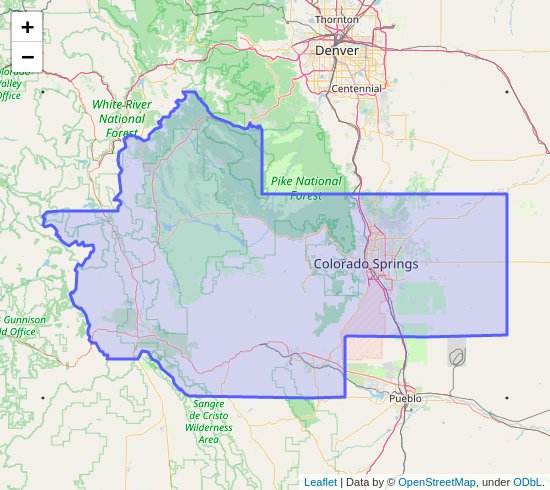 +
−
Thornton
Denver
Centennial
Valley
Office
White River
National
Forest
Pike National
Forest
Colorado Springs
Gunnison
Office
Sangre
de Cristo
Wilderness
Area
Pueblo
Leaflet | Data by © OpenStreetMap, under ODbL.